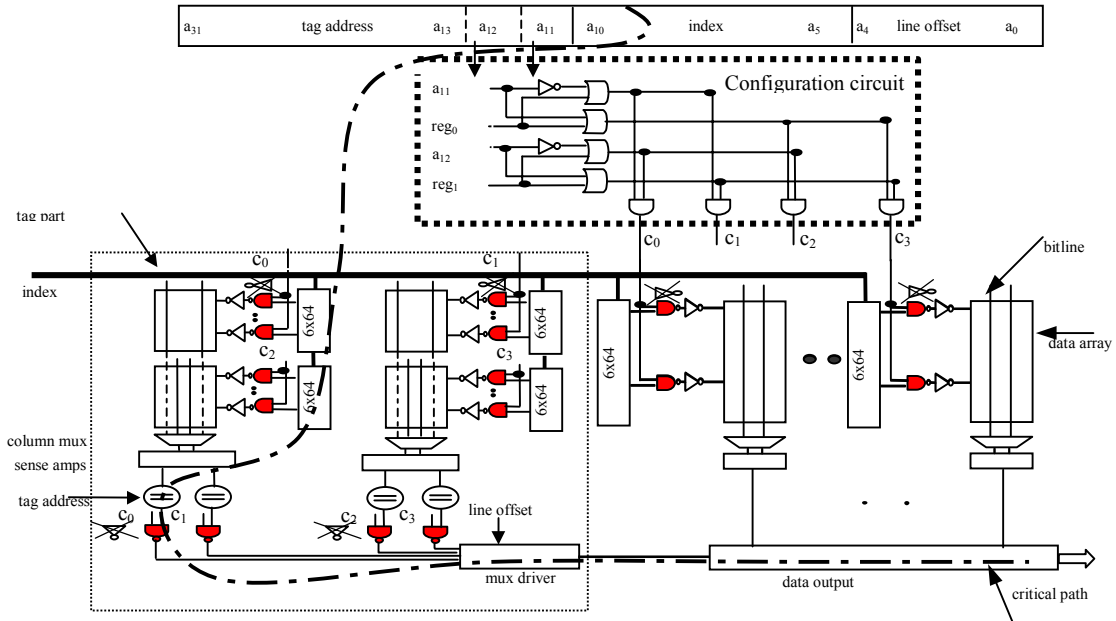 a31 tag address a13 a12 a11 a10 index a5 a4 line offset a0
Configuration circuit
a11
reg0
a12
reg1
tag part
c0 c1 c2 c3
c0 c1
bitline
index
6x64 6x64 6x64 6x64
data array
c2 c3
6x64 6x64
column mux
sense amps
tag address
c0 c1 c2 c3
line offset
mux driver
data output
critical path